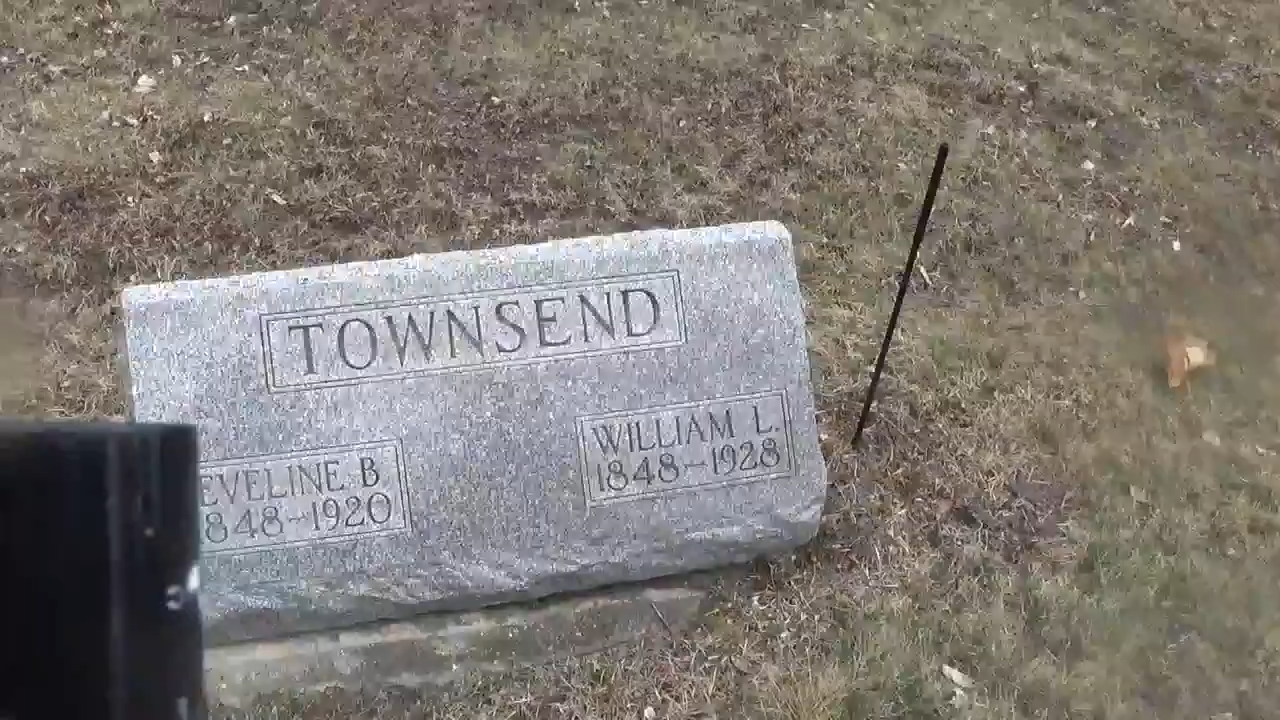 TOWNSEND
EVELINE B
848-1920
WILLIAM L.
1848-1928